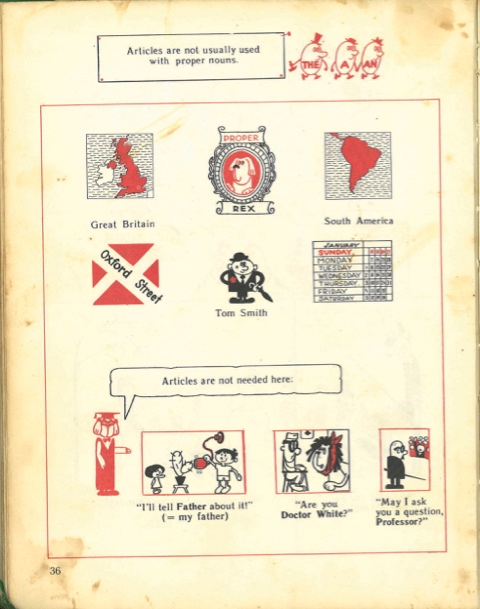 Articles are not usually used
with proper nouns.
THE A AN
PROPER
REX
Great Britain
South America
Oxford Street
Tom Smith
JANUARY
SUNDAY
MONDAY
TUESDAY
WEDNESDAY
THURSDAY
FRIDAY
SATURDAY
Articles are not needed here:
"I'll tell Father about it!"
(= my father)
"Are you
Doctor White?"
"May I ask
you a question,
Professor?"
36